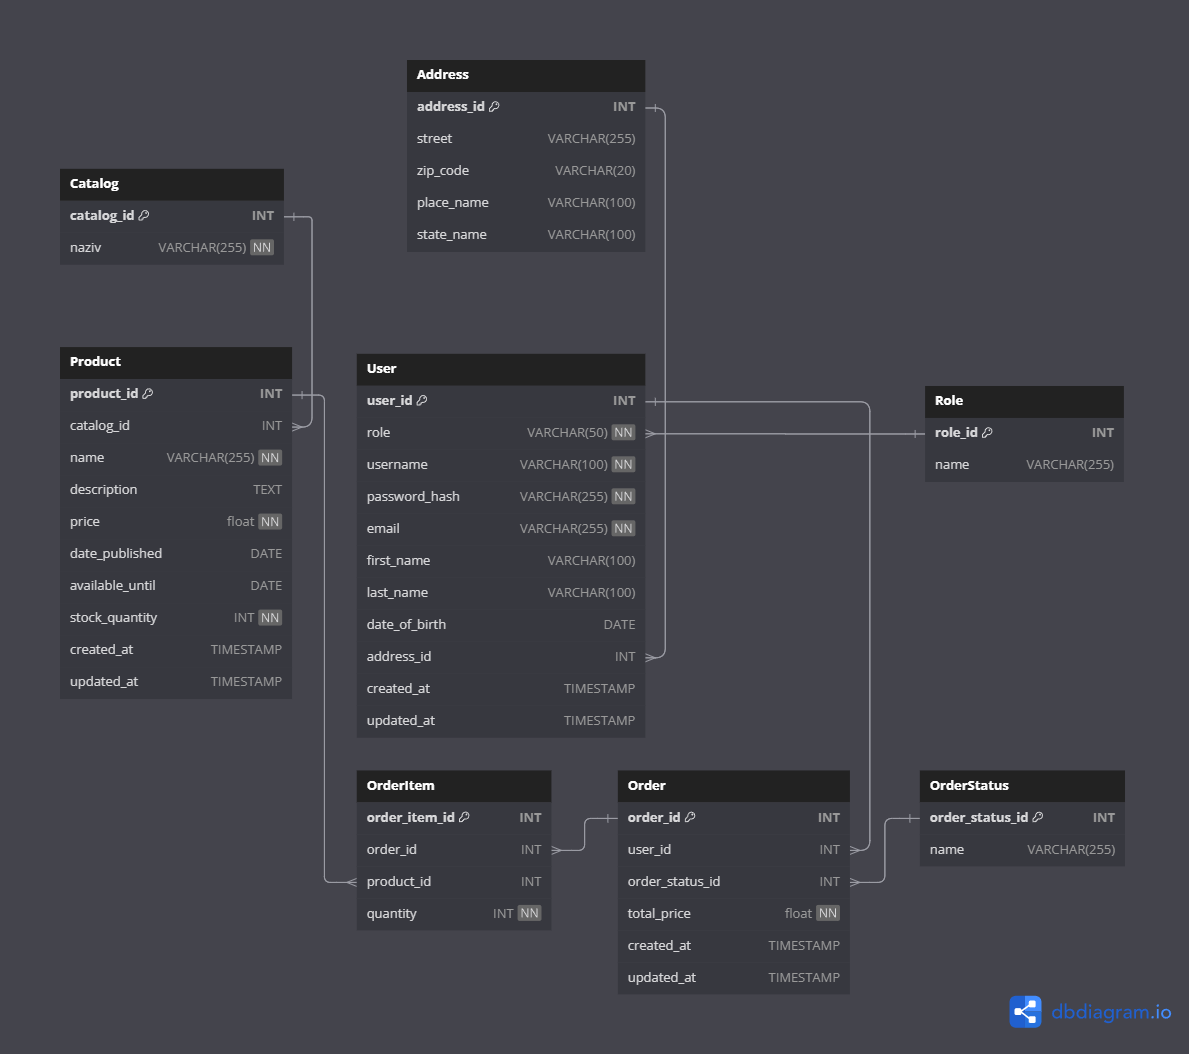 Address
address_id INT
street VARCHAR(255)
zip_code VARCHAR(20)
place_name VARCHAR(100)
state_name VARCHAR(100)
Catalog
catalog_id INT
naziv VARCHAR(255) NN
Product
product_id INT
catalog_id INT
name VARCHAR(255) NN
description TEXT
price float NN
date_published DATE
available_until DATE
stock_quantity INT NN
created_at TIMESTAMP
updated_at TIMESTAMP
User
user_id INT
role VARCHAR(50) NN
username VARCHAR(100) NN
password_hash VARCHAR(255) NN
email VARCHAR(255) NN
first_name VARCHAR(100)
last_name VARCHAR(100)
date_of_birth DATE
address_id INT
created_at TIMESTAMP
updated_at TIMESTAMP
Role
role_id INT
name VARCHAR(255)
OrderItem
order_item_id INT
order_id INT
product_id INT
quantity INT NN
Order
order_id INT
user_id INT
order_status_id INT
total_price float NN
created_at TIMESTAMP
updated_at TIMESTAMP
OrderStatus
order_status_id INT
name VARCHAR(255)
dbdiagram.io